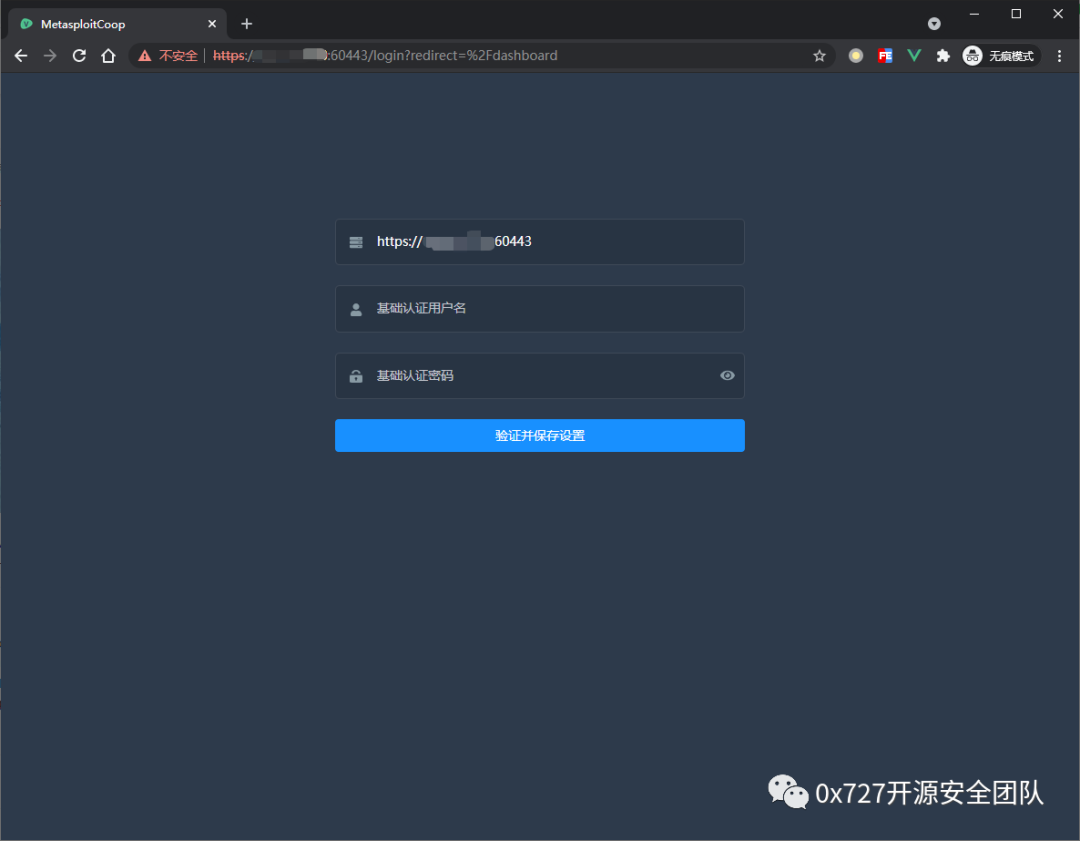 MetasploitCoop
不安全 https:/ :60443/login?redirect=%2Fdashboard
FE
无痕模式
https:// 60443
基础认证用户名
基础认证密码
验证并保存设置
0x727开源安全团队